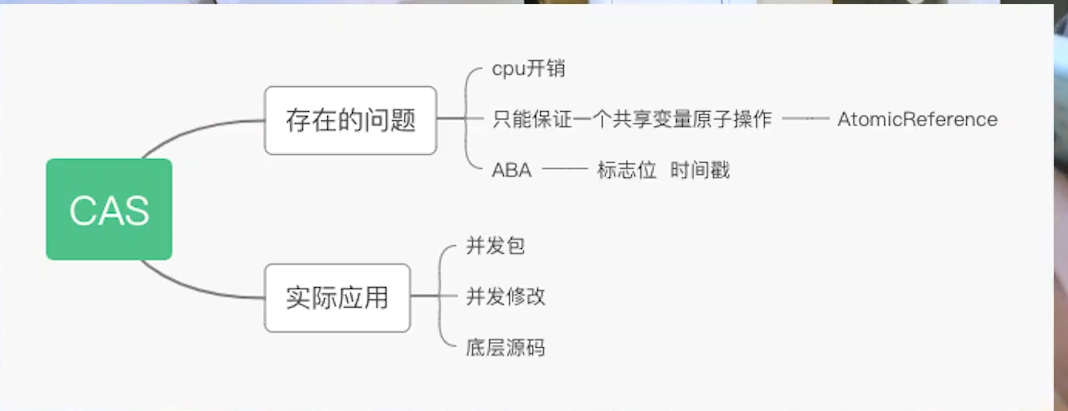 CAS
存在的问题
cpu开销
只能保证一个共享变量原子操作
AtomicReference
ABA
标志位 时间戳
实际应用
并发包
并发修改
底层源码